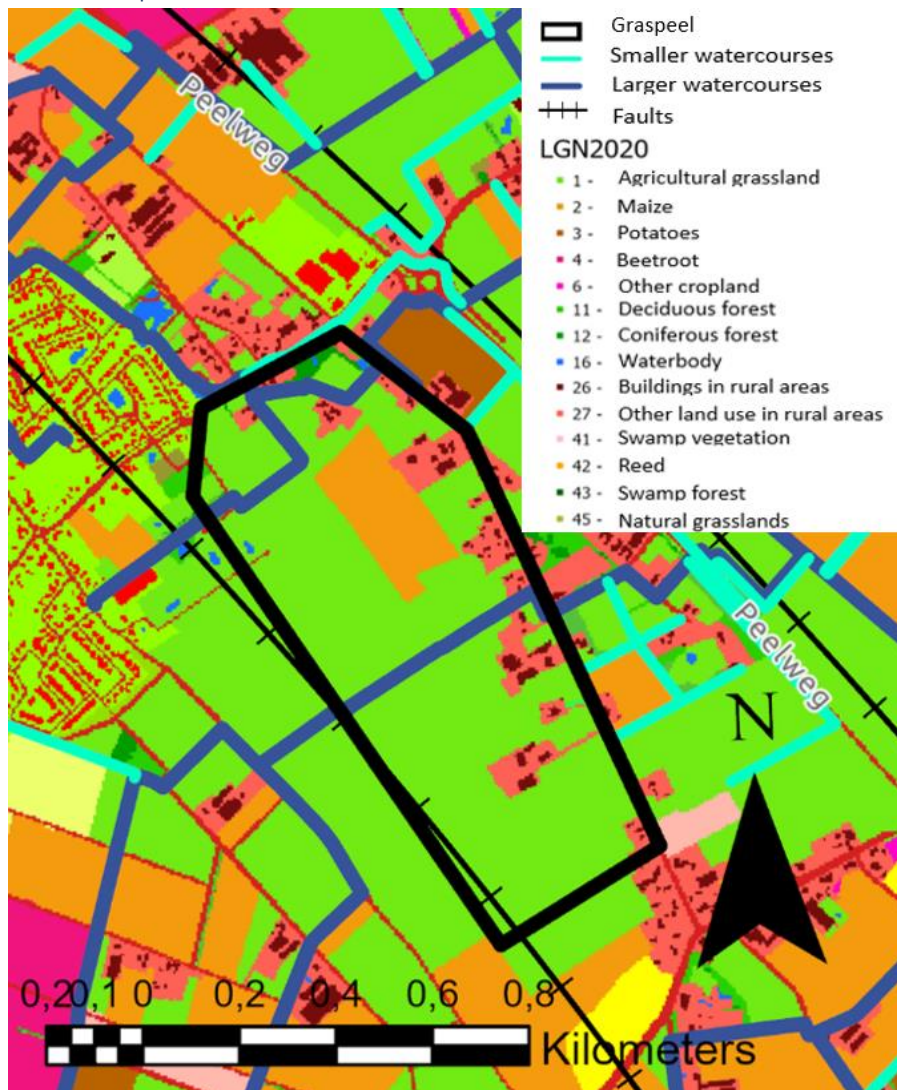 Graspeel
Smaller watercourses
Larger watercourses
Faults
LGN2020
1 - Agricultural grassland
2 - Maize
3 - Potatoes
4 - Beetroot
6 - Other cropland
11 - Deciduous forest
12 - Coniferous forest
16 - Waterbody
26 - Buildings in rural areas
27 - Other land use in rural areas
41 - Swamp vegetation
42 - Reed
43 - Swamp forest
45 - Natural grasslands
Peelweg
Peelweg
N
0,2 0,1 0 0,2 0,4 0,6 0,8
Kilometers